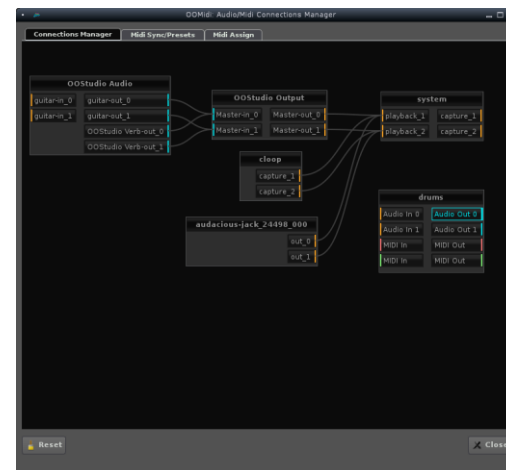 OOMidi: Audio/Midi Connections Manager
Connections Manager Midi Sync/Presets Midi Assign
OOStudio Audio
guitar-in_0 guitar-out_0
guitar-in_1 guitar-out_1
OOStudio Verb-out_0
OOStudio Verb-out_1
OOStudio Output
Master-in_0 Master-out_0
Master-in_1 Master-out_1
system
playback_1 capture_1
playback_2 capture_2
cloop
capture_1
capture_2
audacious-jack_24498_000
out_0
out_1
drums
Audio In 0 Audio Out 0
Audio In 1 Audio Out 1
MIDI In MIDI Out
MIDI In MIDI Out
Reset Close